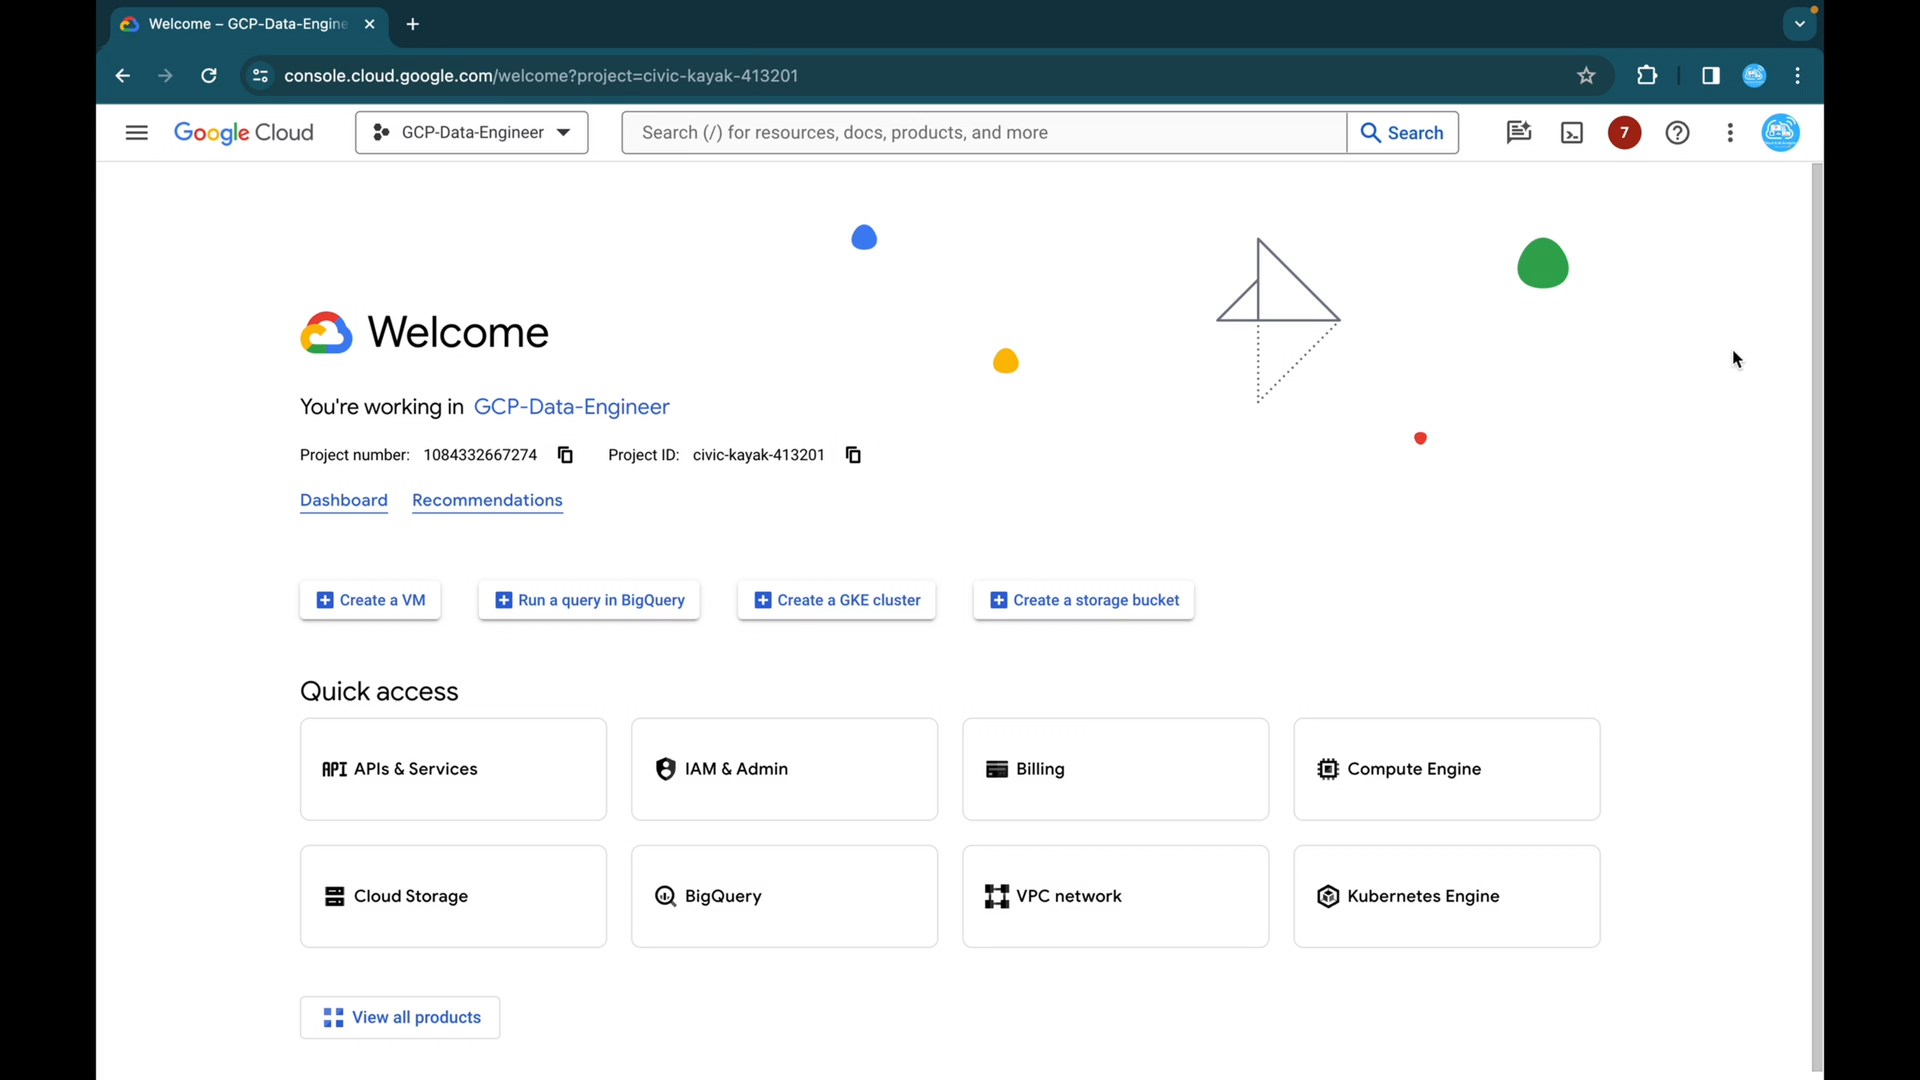 Welcome – GCP-Data-Engine
console.cloud.google.com/welcome?project=civic-kayak-413201
Google Cloud
GCP-Data-Engineer
Search (/) for resources, docs, products, and more
Search
7
Welcome
You're working in GCP-Data-Engineer
Project number: 1084332667274 Project ID: civic-kayak-413201
Dashboard Recommendations
Create a VM
Run a query in BigQuery
Create a GKE cluster
Create a storage bucket
Quick access
API APIs & Services
IAM & Admin
Billing
Compute Engine
Cloud Storage
BigQuery
VPC network
Kubernetes Engine
View all products